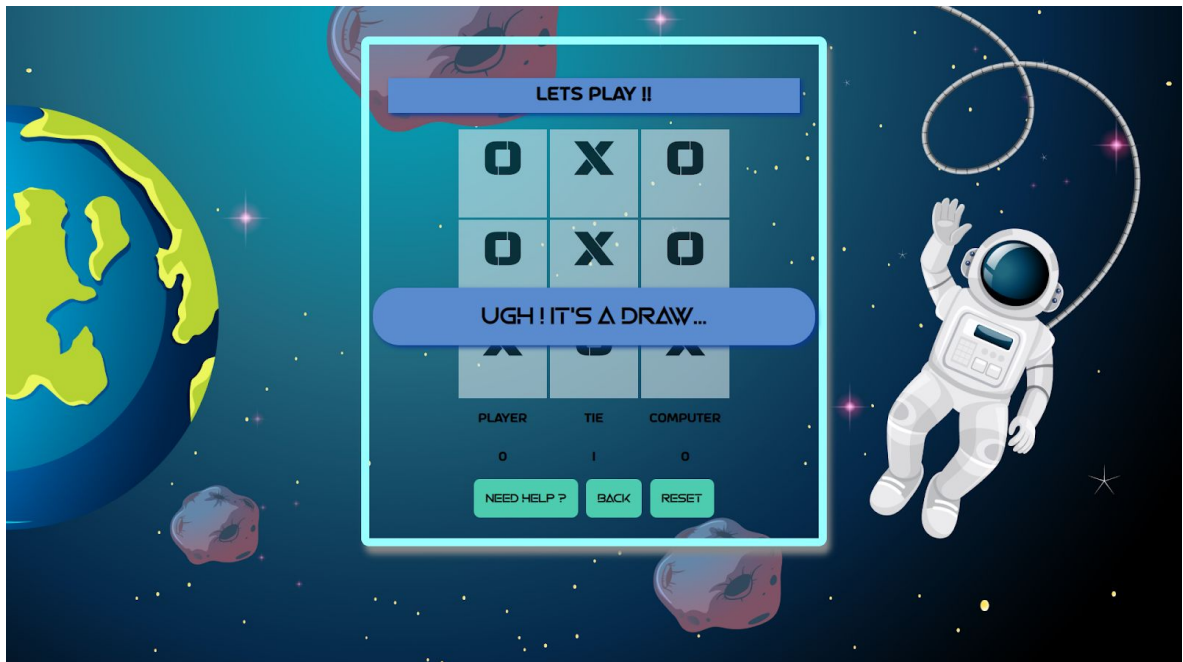 LETS PLAY !!
O X O
O X O
UGH ! IT'S A DRAW...
X O X
PLAYER TIE COMPUTER
0 1 0
NEED HELP ? BACK RESET